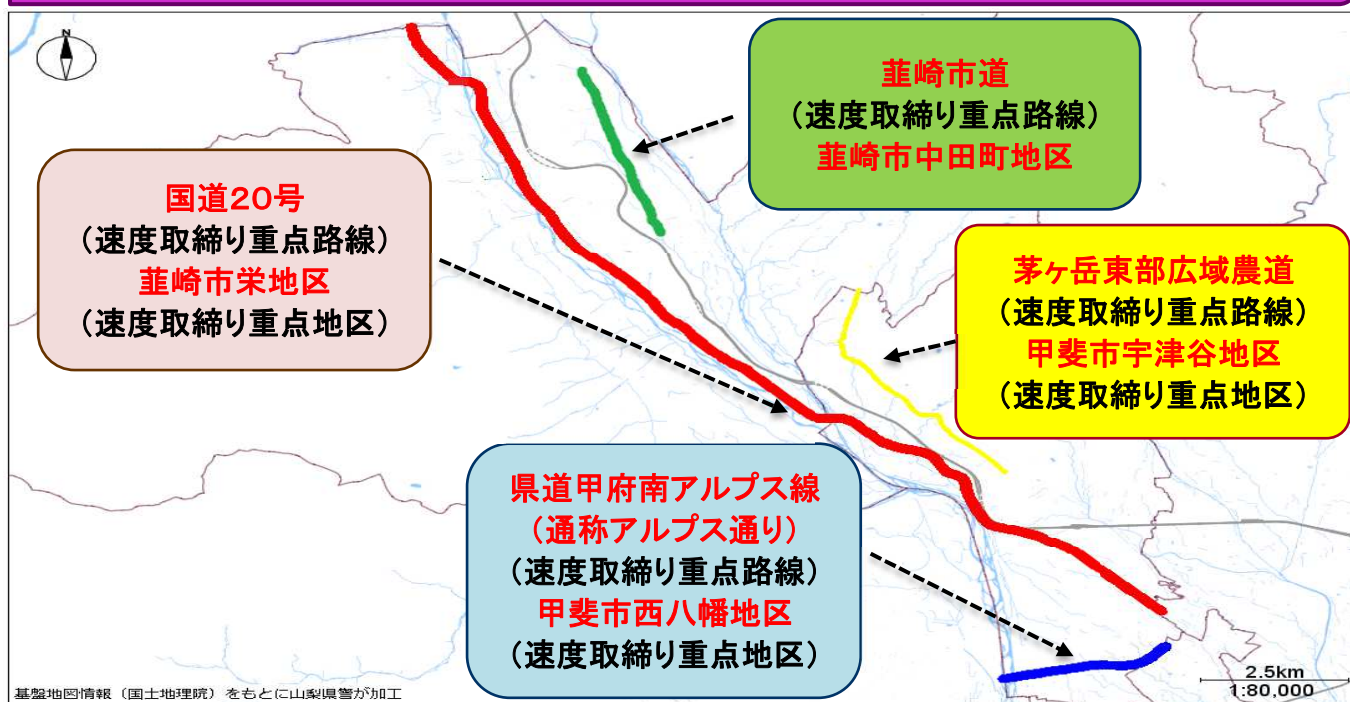 N
韮崎市道
（速度取締り重点路線）
韮崎市中田町地区
国道20号
（速度取締り重点路線）
韮崎市栄地区
（速度取締り重点地区）
茅ヶ岳東部広域農道
（速度取締り重点路線）
甲斐市宇津谷地区
（速度取締り重点地区）
県道甲府南アルプス線
（通称アルプス通り）
（速度取締り重点路線）
甲斐市西八幡地区
（速度取締り重点地区）
2.5km
1:80,000
基盤地図情報（国土地理院）をもとに山梨県警が加工